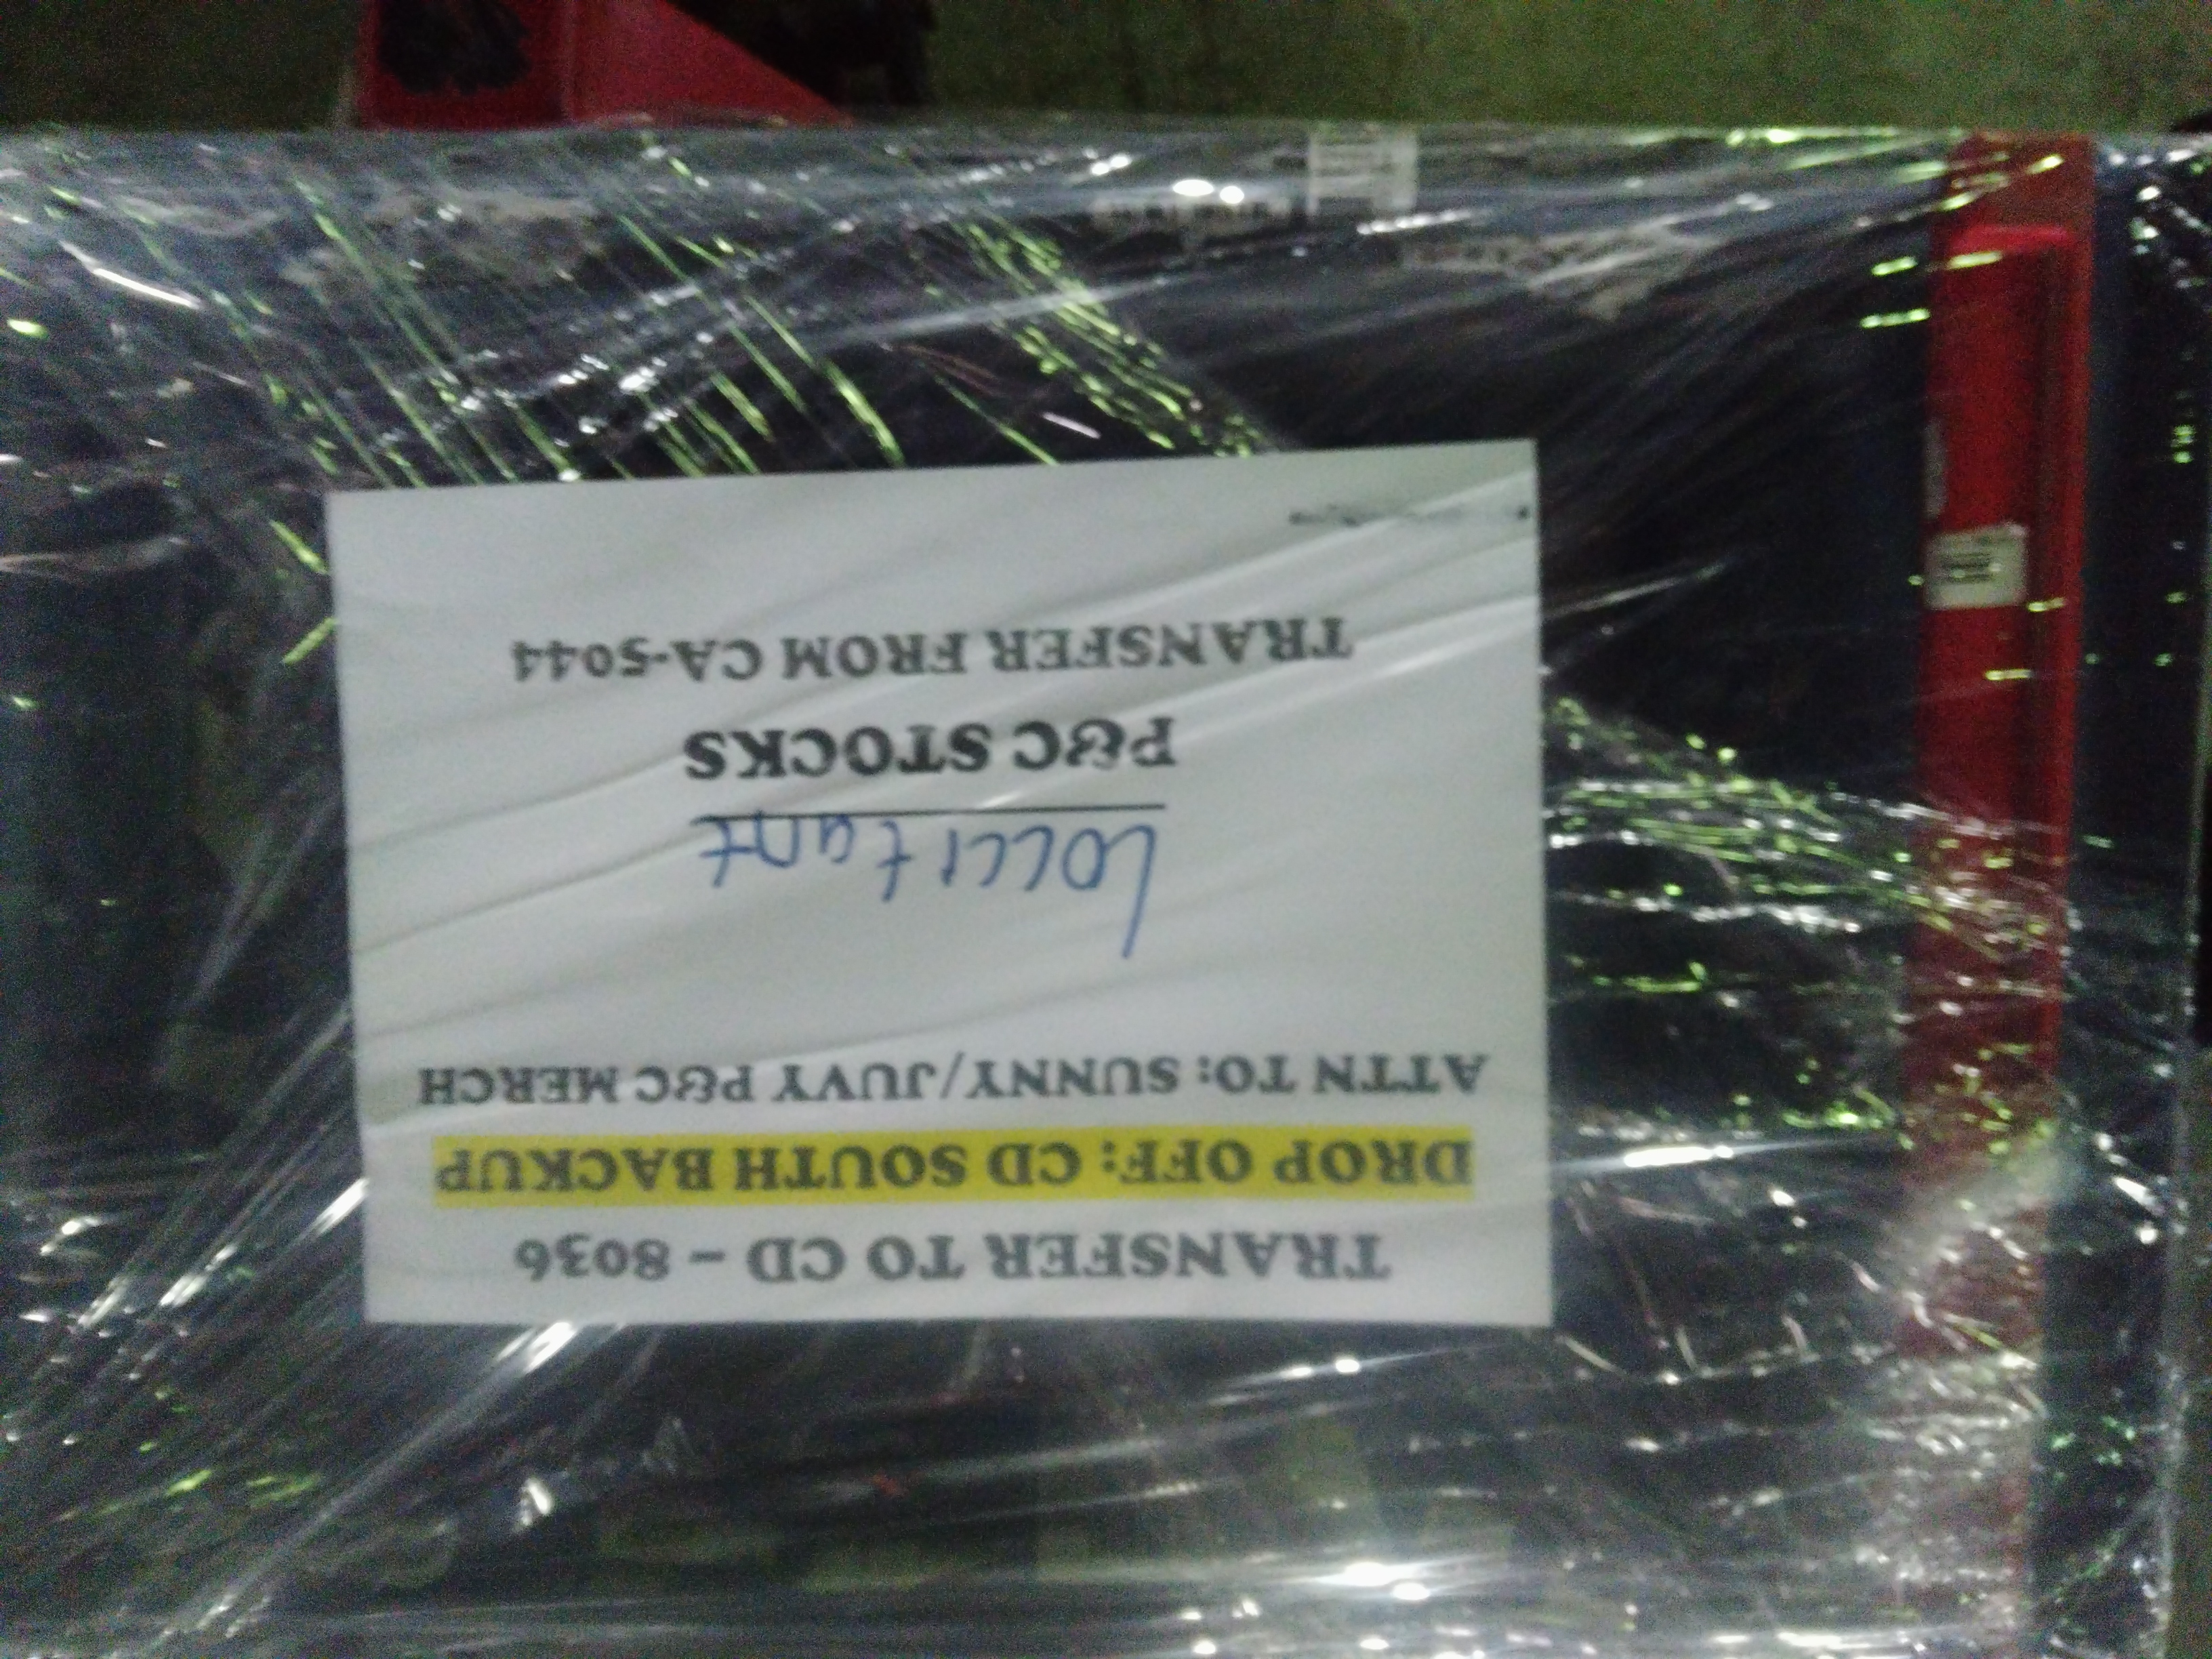 TRANSFER TO CD – 8036
DROP OFF: CD SOUTH BACKUP
ATTN TO: SUNNY/JUVY P&C MERCH
Loccitant
P&C STOCKS
TRANSFER FROM CA-5044